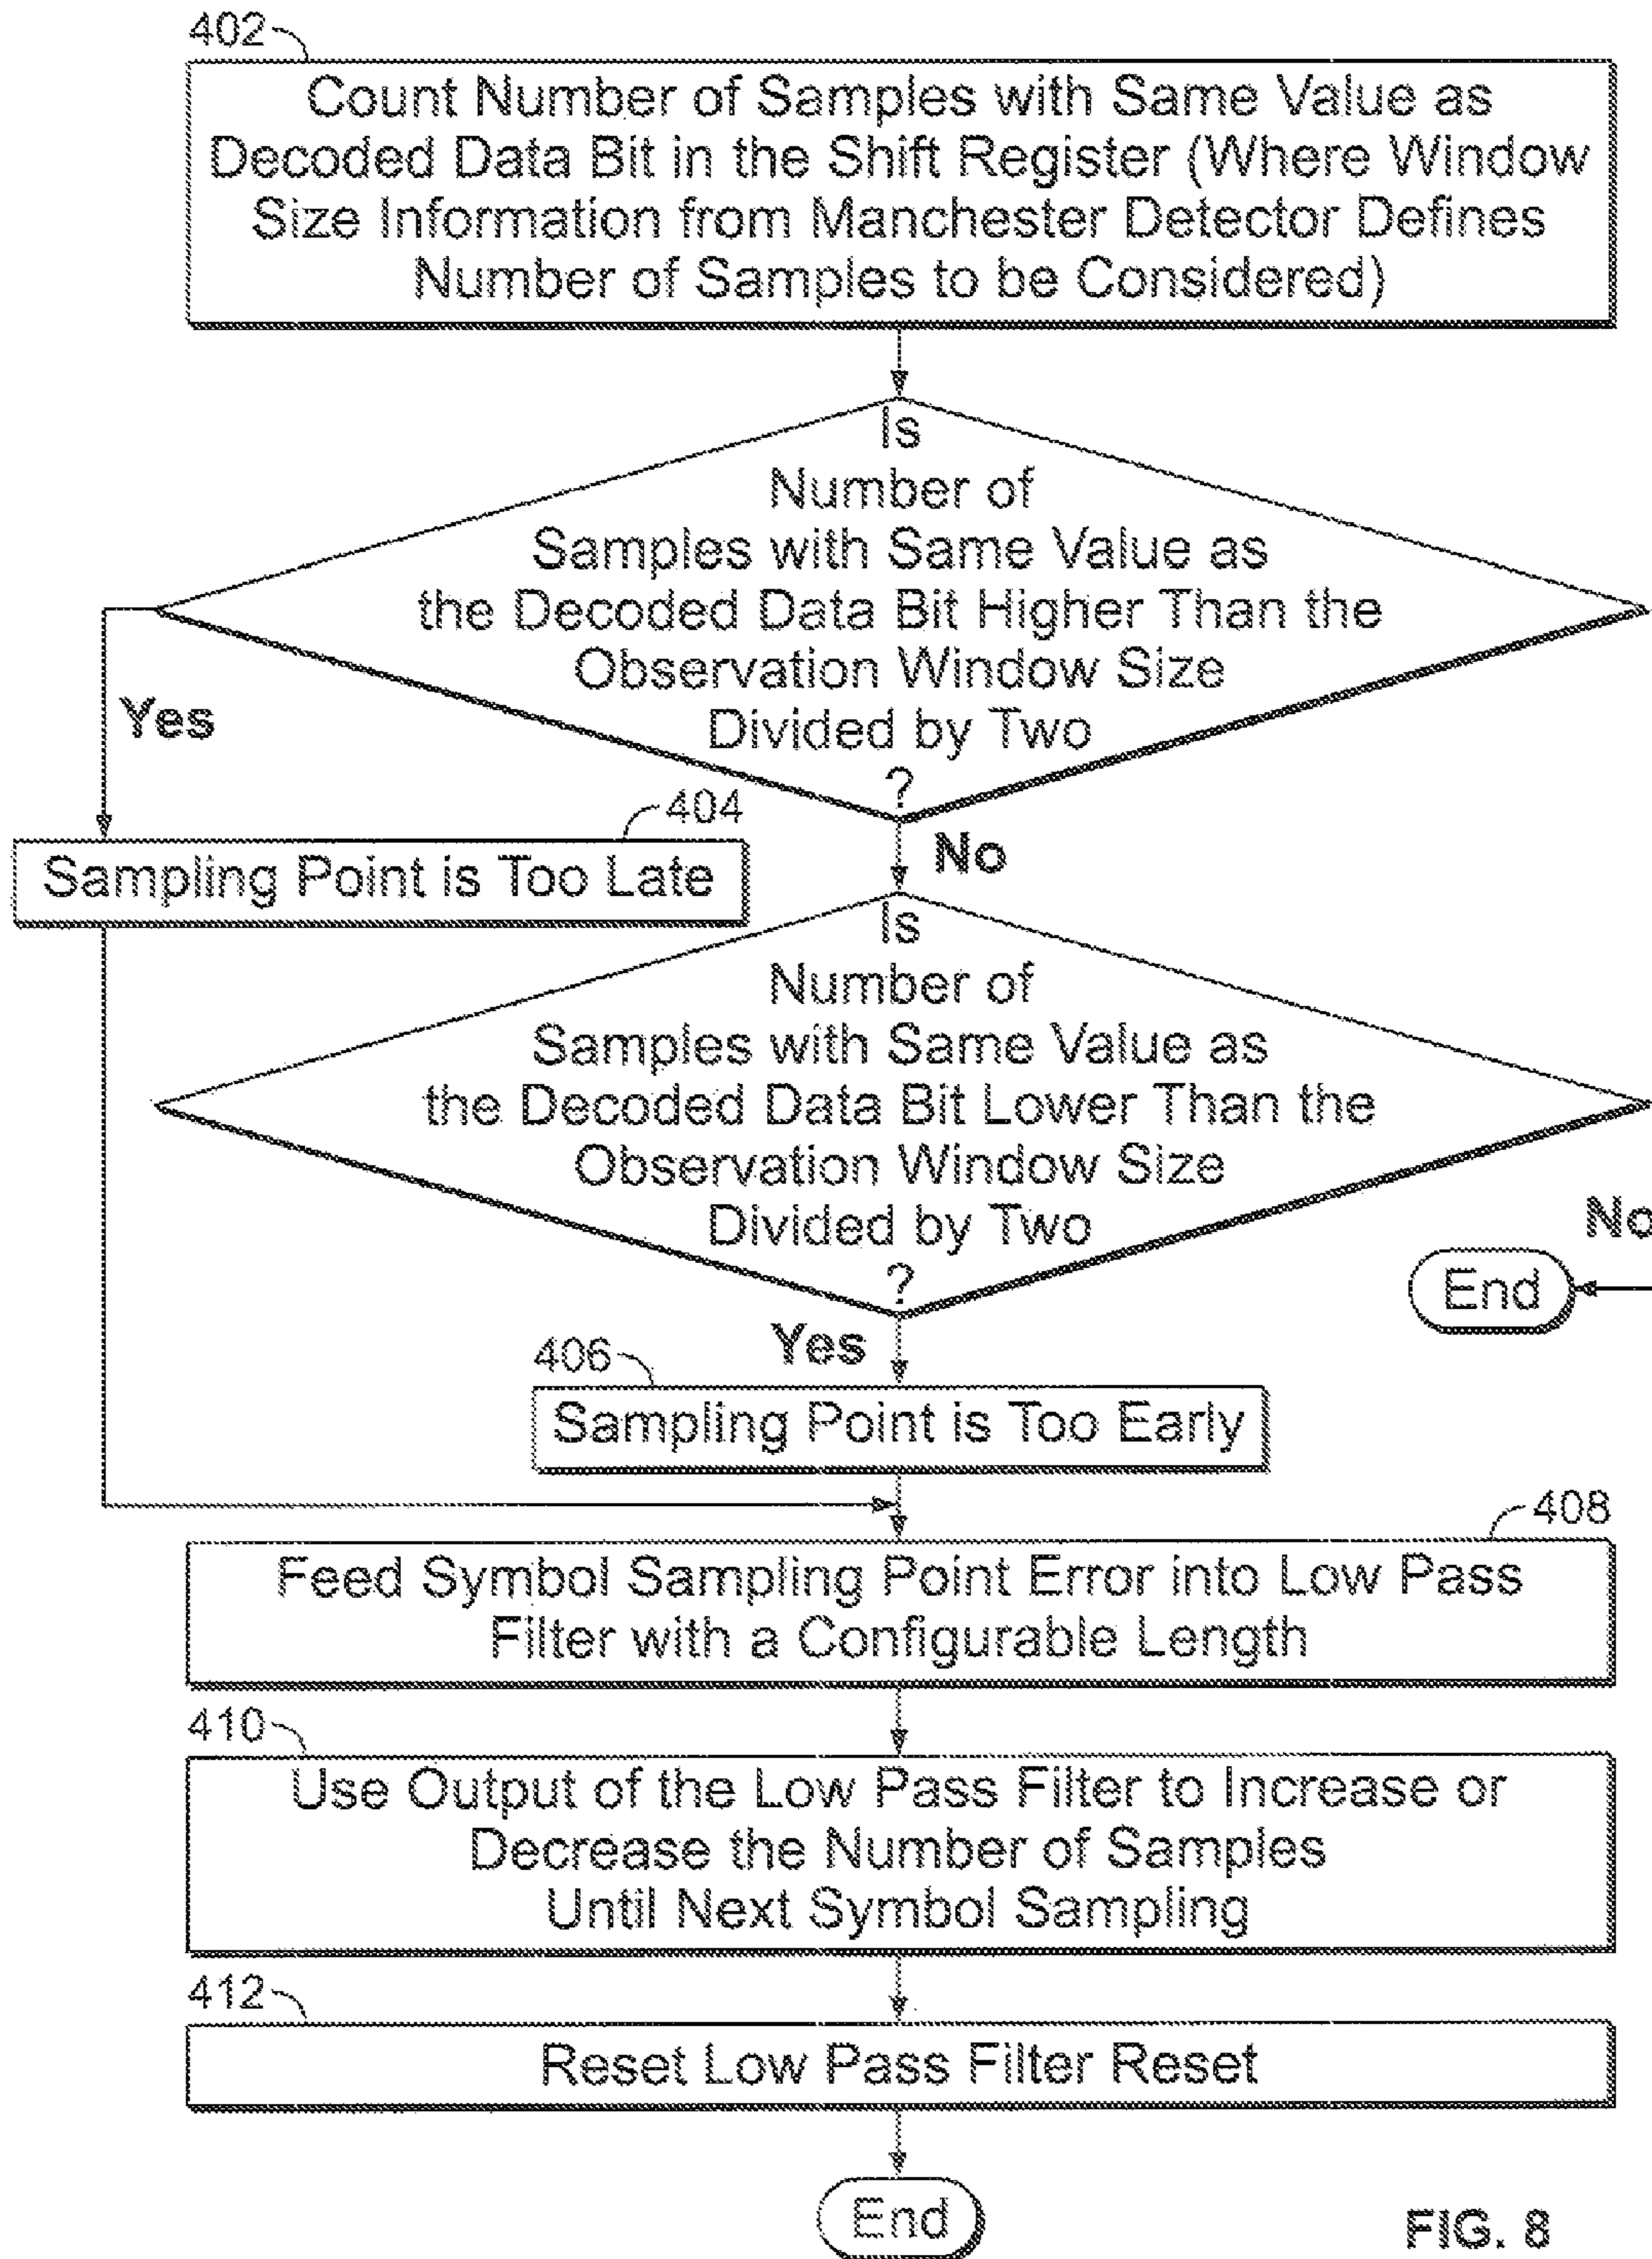 402
Count Number of Samples with Same Value as
Decoded Data Bit in the Shift Register (Where Window
Size Information from Manchester Detector Defines
Number of Samples to be Considered)
Is
Number of
Samples with Same Value as
the Decoded Data Bit Higher Than the
Observation Window Size
Divided by Two
?
Yes
404
Sampling Point is Too Late
No
Is
Number of
Samples with Same Value as
the Decoded Data Bit Lower Than the
Observation Window Size
Divided by Two
?
No
End
Yes
406
Sampling Point is Too Early
408
Feed Symbol Sampling Point Error into Low Pass
Filter with a Configurable Length
410
Use Output of the Low Pass Filter to Increase or
Decrease the Number of Samples
Until Next Symbol Sampling
412
Reset Low Pass Filter Reset
End
FIG. 8